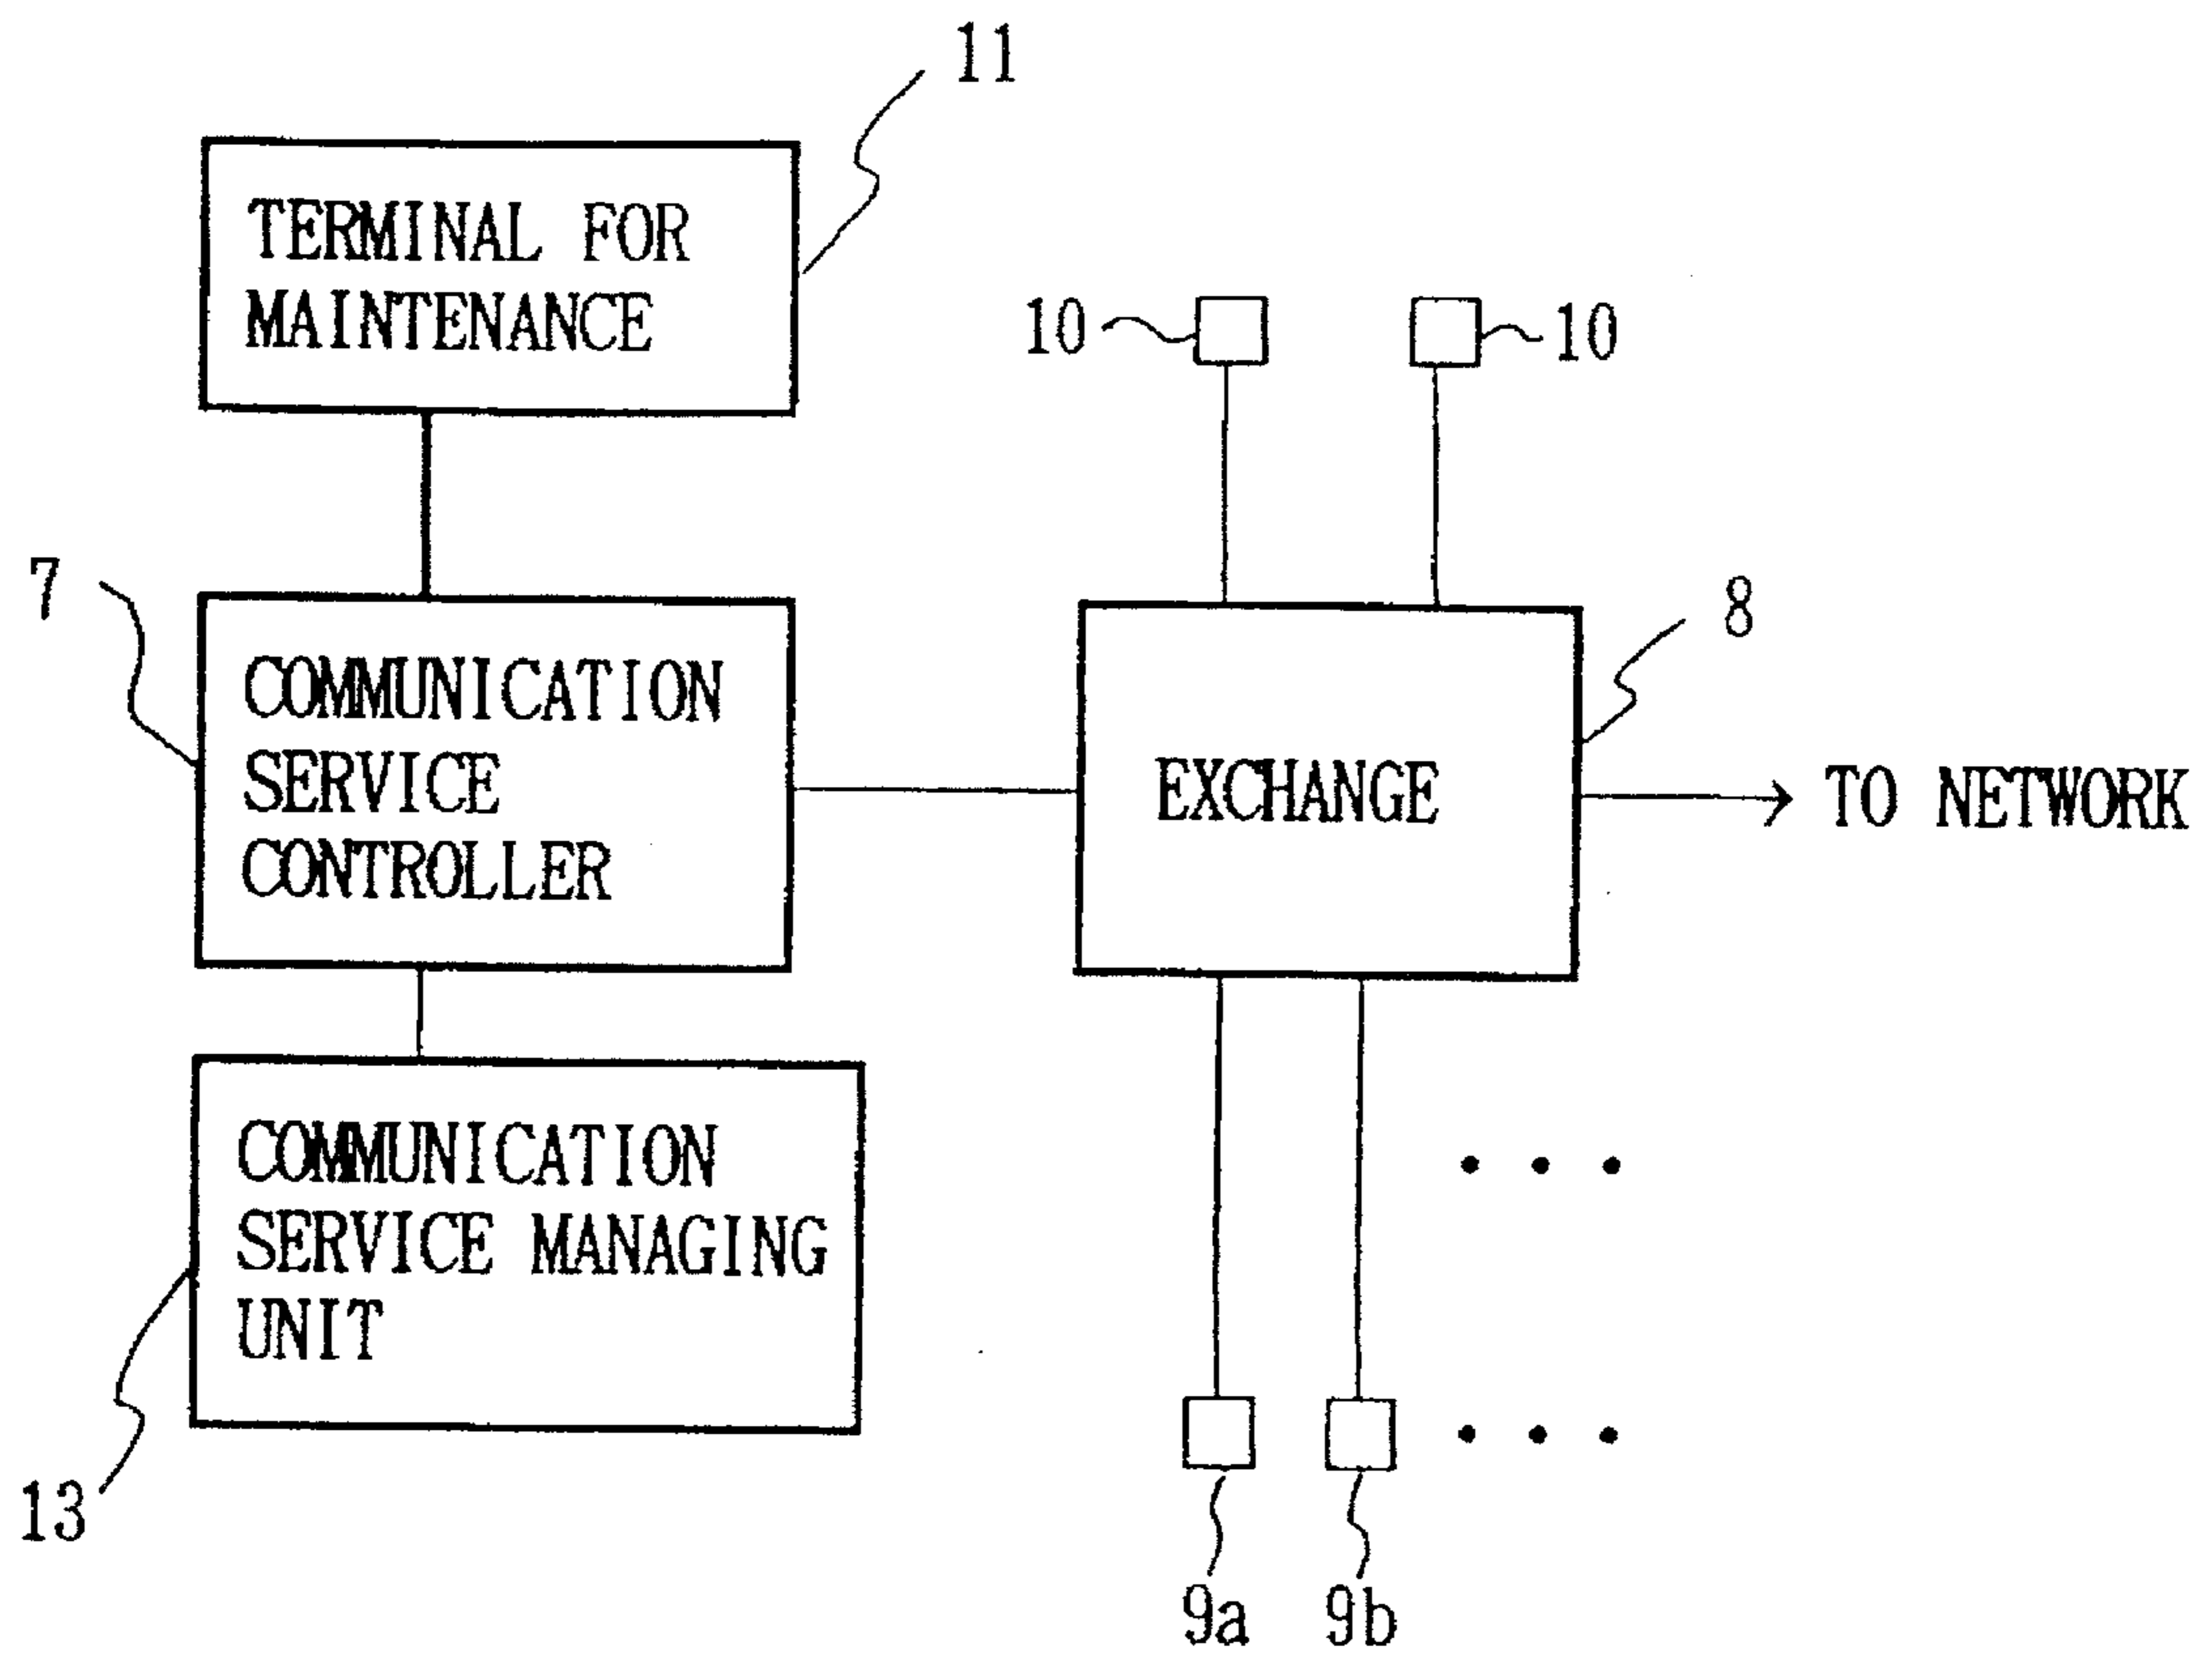 11
TERMINAL FOR
MAINTENANCE
10
10
7
8
COMMUNICATION
SERVICE
CONTROLLER
EXCHANGE
TO NETWORK
COMMUNICATION
SERVICE MANAGING
UNIT
13
9a
9b